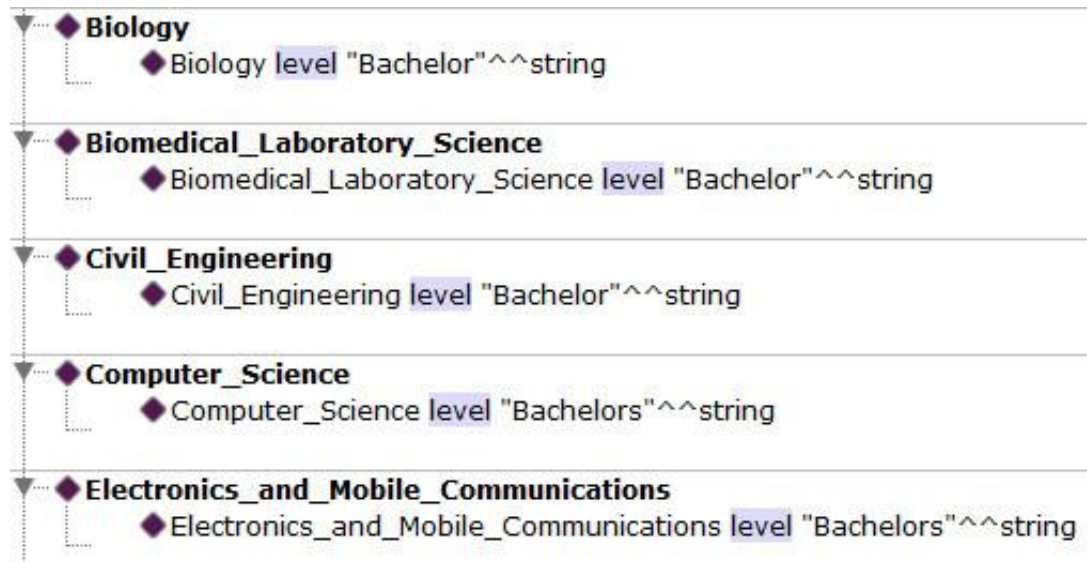 Biology
Biology level "Bachelor"^^string
Biomedical_Laboratory_Science
Biomedical_Laboratory_Science level "Bachelor"^^string
Civil_Engineering
Civil_Engineering level "Bachelor"^^string
Computer_Science
Computer_Science level "Bachelors"^^string
Electronics_and_Mobile_Communications
Electronics_and_Mobile_Communications level "Bachelors"^^string